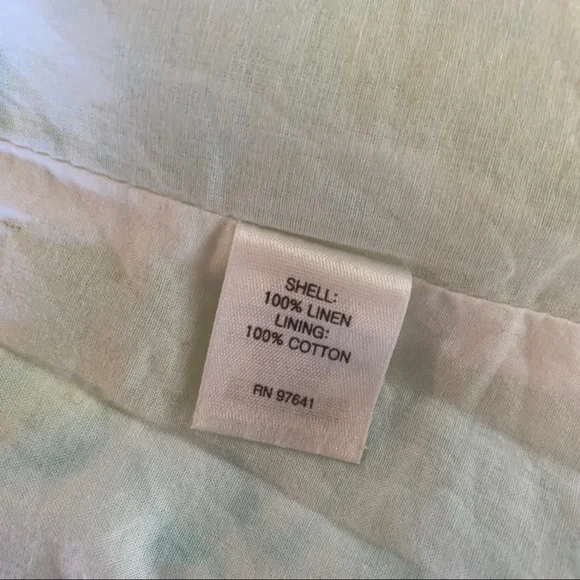 SHELL:
100% LINEN
LINING:
100% COTTON
RN 97641